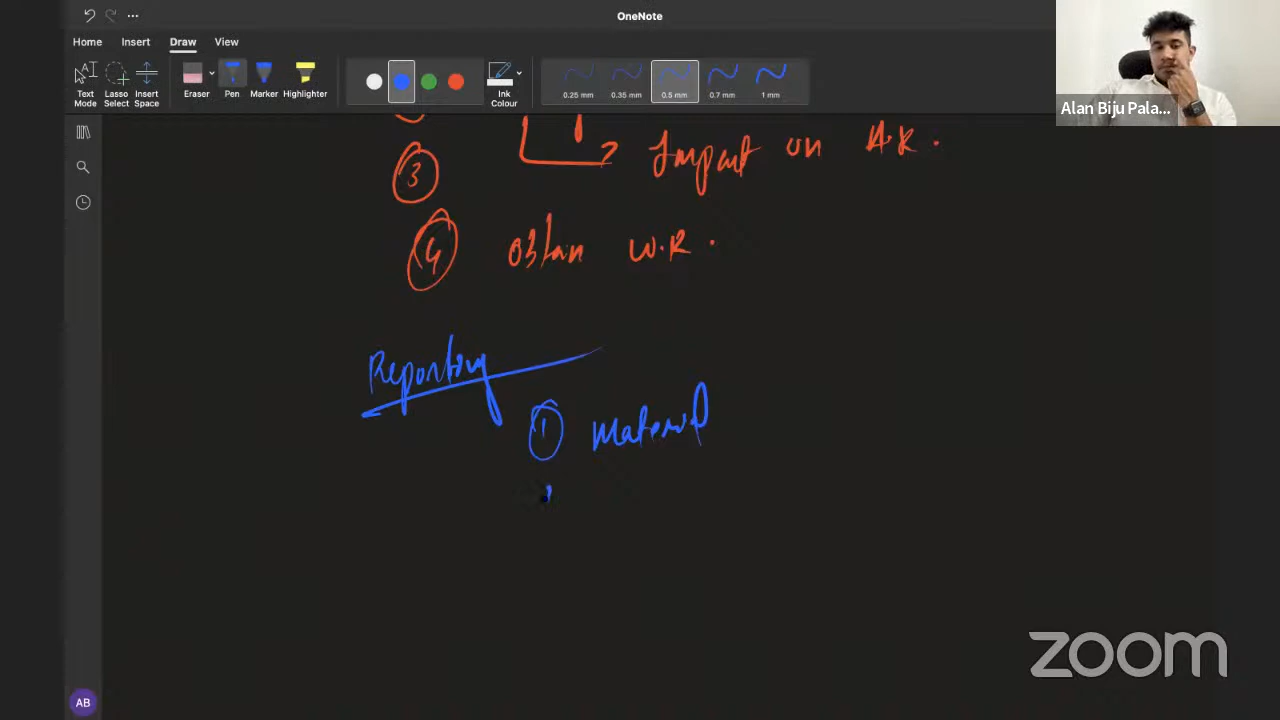 OneNote
Home Insert Draw View
Text Mode Lasso Select Insert Space Eraser Pen Marker Highlighter Ink Colour 0.25 mm 0.35 mm 0.5 mm 0.7 mm 1 mm
Alan Biju Pala...
Impact on A.R.
3
4 obtan W.R.
Reporting
1 Material
zoom
AB